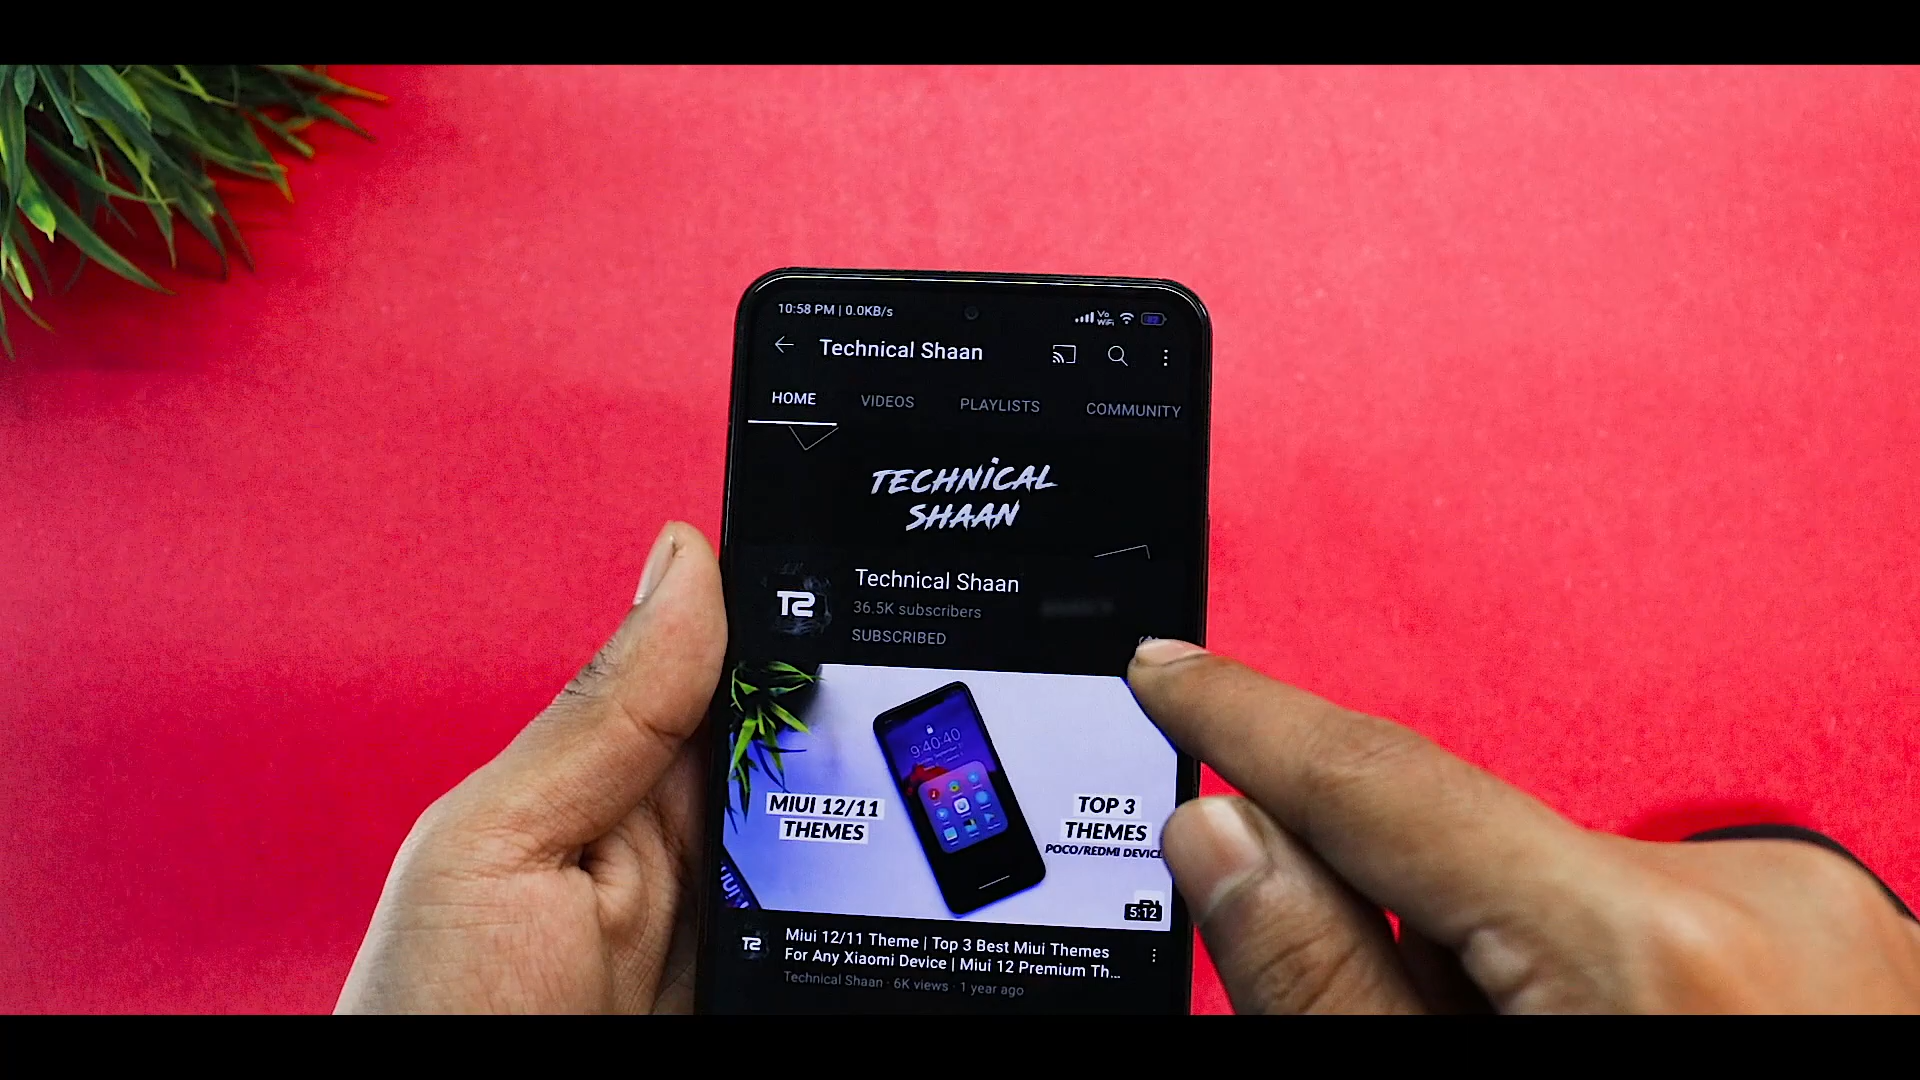 10:58 PM | 0.0KB/s
Vo
WiFi
Technical Shaan
HOME VIDEOS PLAYLISTS COMMUNITY
TECHNICAL
SHAAN
Technical Shaan
36.5K subscribers
SUBSCRIBED
9:40:40
MIUI 12/11
THEMES
TOP 3
THEMES
POCO/REDMI DEVICE
MIUI
5:12
Miui 12/11 Theme | Top 3 Best Miui Themes
For Any Xiaomi Device | Miui 12 Premium Th...
Technical Shaan · 6K views · 1 year ago